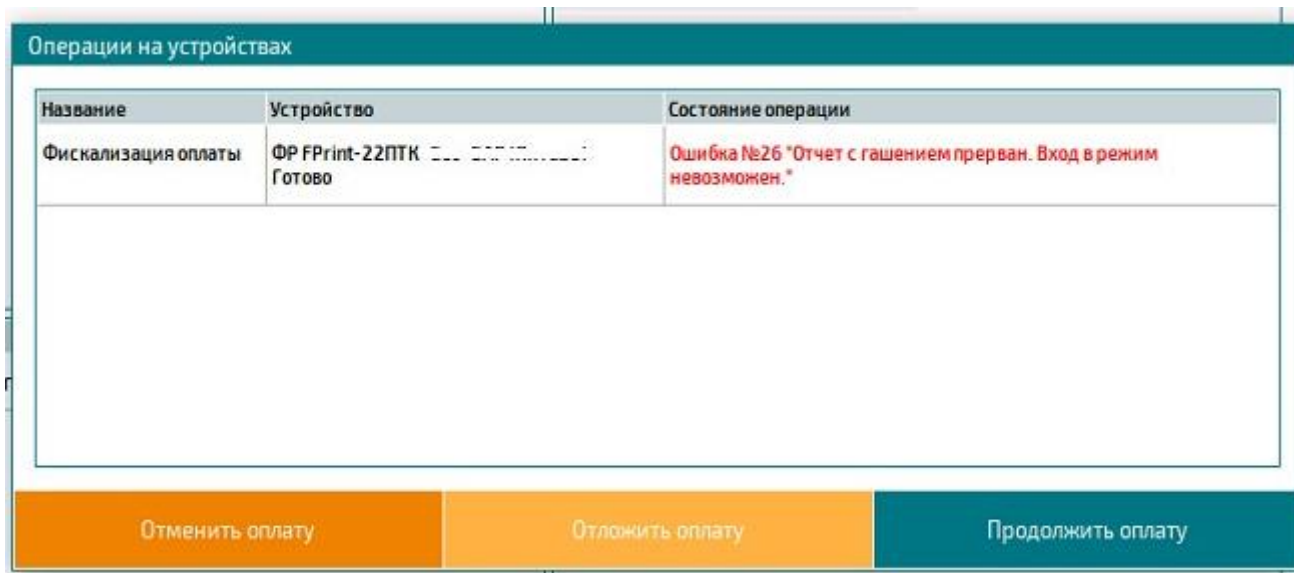 Операции на устройствах
Название Устройство Состояние операции
Фискализация оплаты ФР FPrint-22ПТК Ошибка №26 "Отчет с гашением прерван. Вход в режим
Готово невозможен."
Отменить оплату Отложить оплату Продолжить оплату